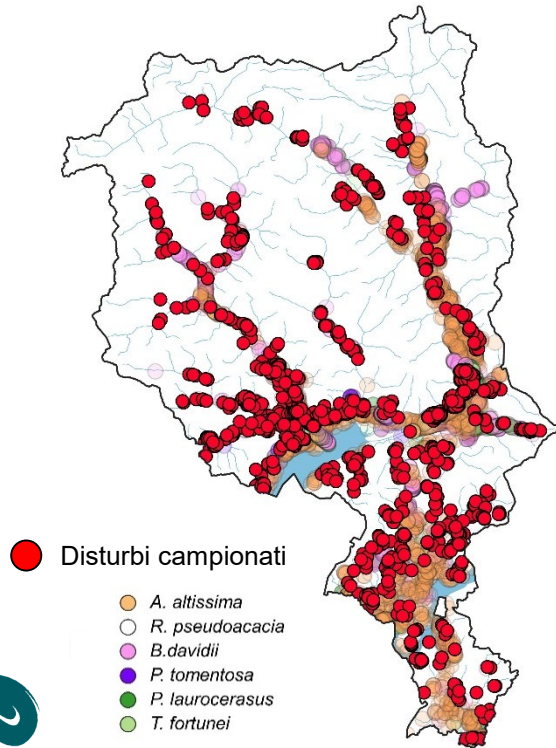 Disturbi campionati
A. altissima
R. pseudoacacia
B.davidii
P. tomentosa
P. laurocerasus
T. fortunei